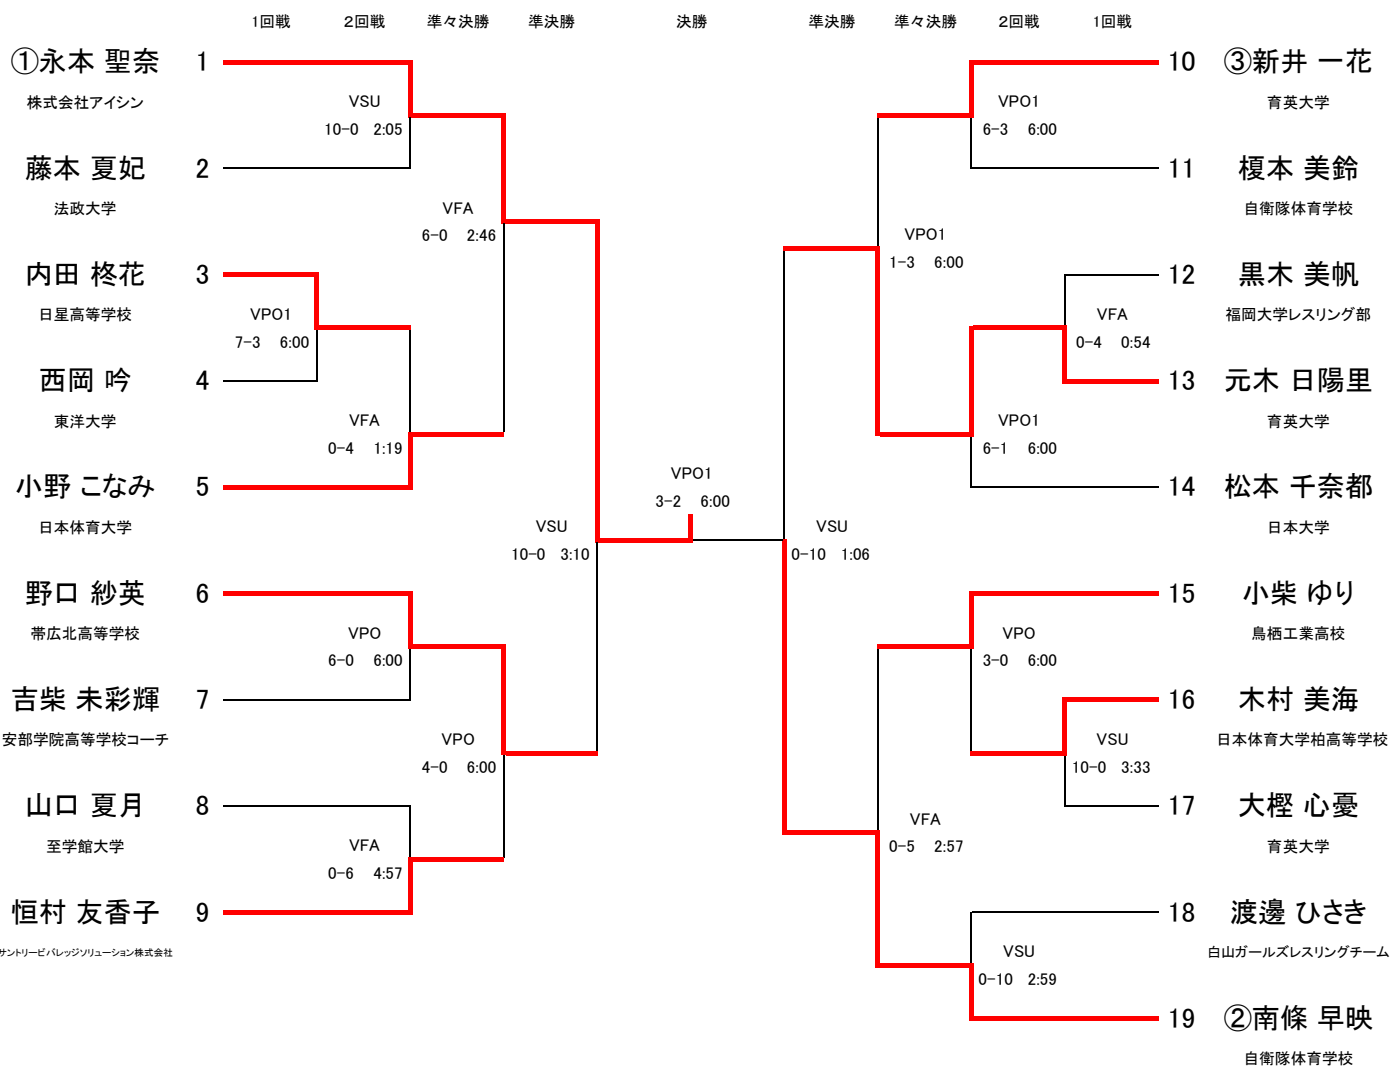 1回戦 2回戦 準々決勝 準決勝 決勝 準決勝 準々決勝 2回戦 1回戦
①永本 聖奈 1
株式会社アイシン
VSU
10-0 2:05
藤本 夏妃 2
法政大学
VFA
6-0 2:46
内田 柊花 3
日星高等学校
VPO1
7-3 6:00
西岡 吟 4
東洋大学
VFA
0-4 1:19
小野 こなみ 5
日本体育大学
VSU
10-0 3:10
野口 紗英 6
帯広北高等学校
VPO
6-0 6:00
吉柴 未彩輝 7
安部学院高等学校コーチ
VPO
4-0 6:00
山口 夏月 8
至学館大学
VFA
0-6 4:57
恒村 友香子 9
サントリービバレッジソリューション株式会社
VPO1
3-2 6:00
10 ③新井 一花
育英大学
VPO1
6-3 6:00
11 榎本 美鈴
自衛隊体育学校
VPO1
1-3 6:00
12 黒木 美帆
福岡大学レスリング部
VFA
0-4 0:54
13 元木 日陽里
育英大学
VPO1
6-1 6:00
14 松本 千奈都
日本大学
VSU
0-10 1:06
15 小柴 ゆり
鳥栖工業高校
VPO
3-0 6:00
16 木村 美海
日本体育大学柏高等学校
VSU
10-0 3:33
17 大樫 心憂
育英大学
VFA
0-5 2:57
18 渡邊 ひさき
白山ガールズレスリングチーム
VSU
0-10 2:59
19 ②南條 早映
自衛隊体育学校